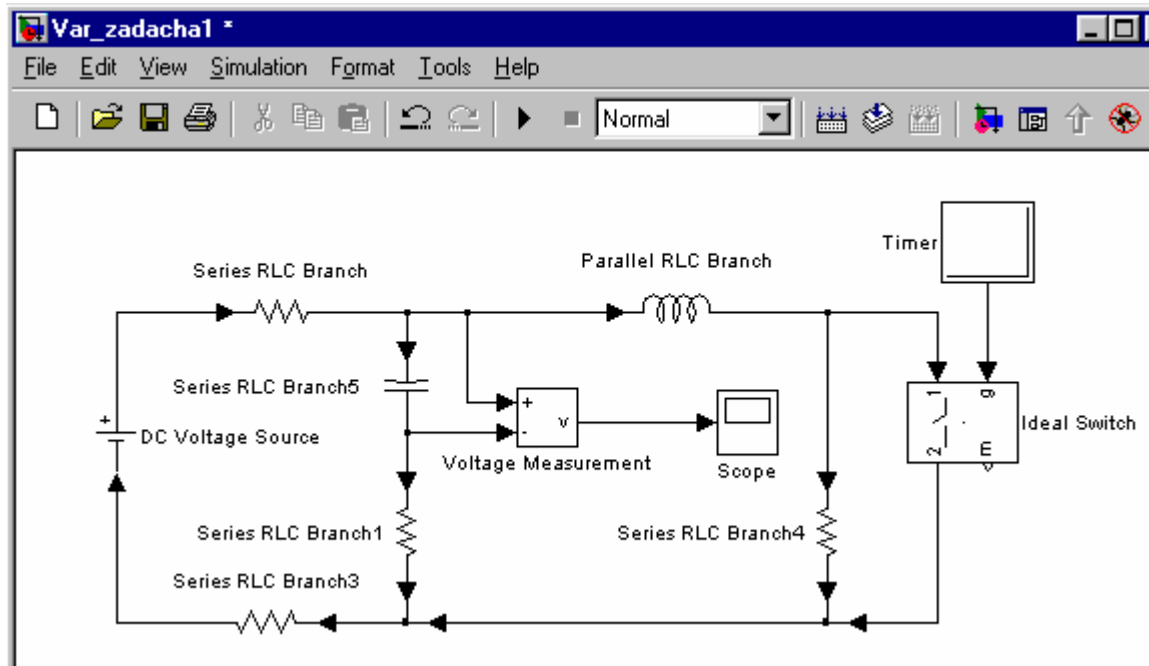 Var_zadacha1 *
File Edit View Simulation Format Tools Help
Normal
Timer
Series RLC Branch
Parallel RLC Branch
Series RLC Branch5
+
-
v
1
g
2
m
Ideal Switch
+
DC Voltage Source
Voltage Measurement
Scope
Series RLC Branch1
Series RLC Branch4
Series RLC Branch3